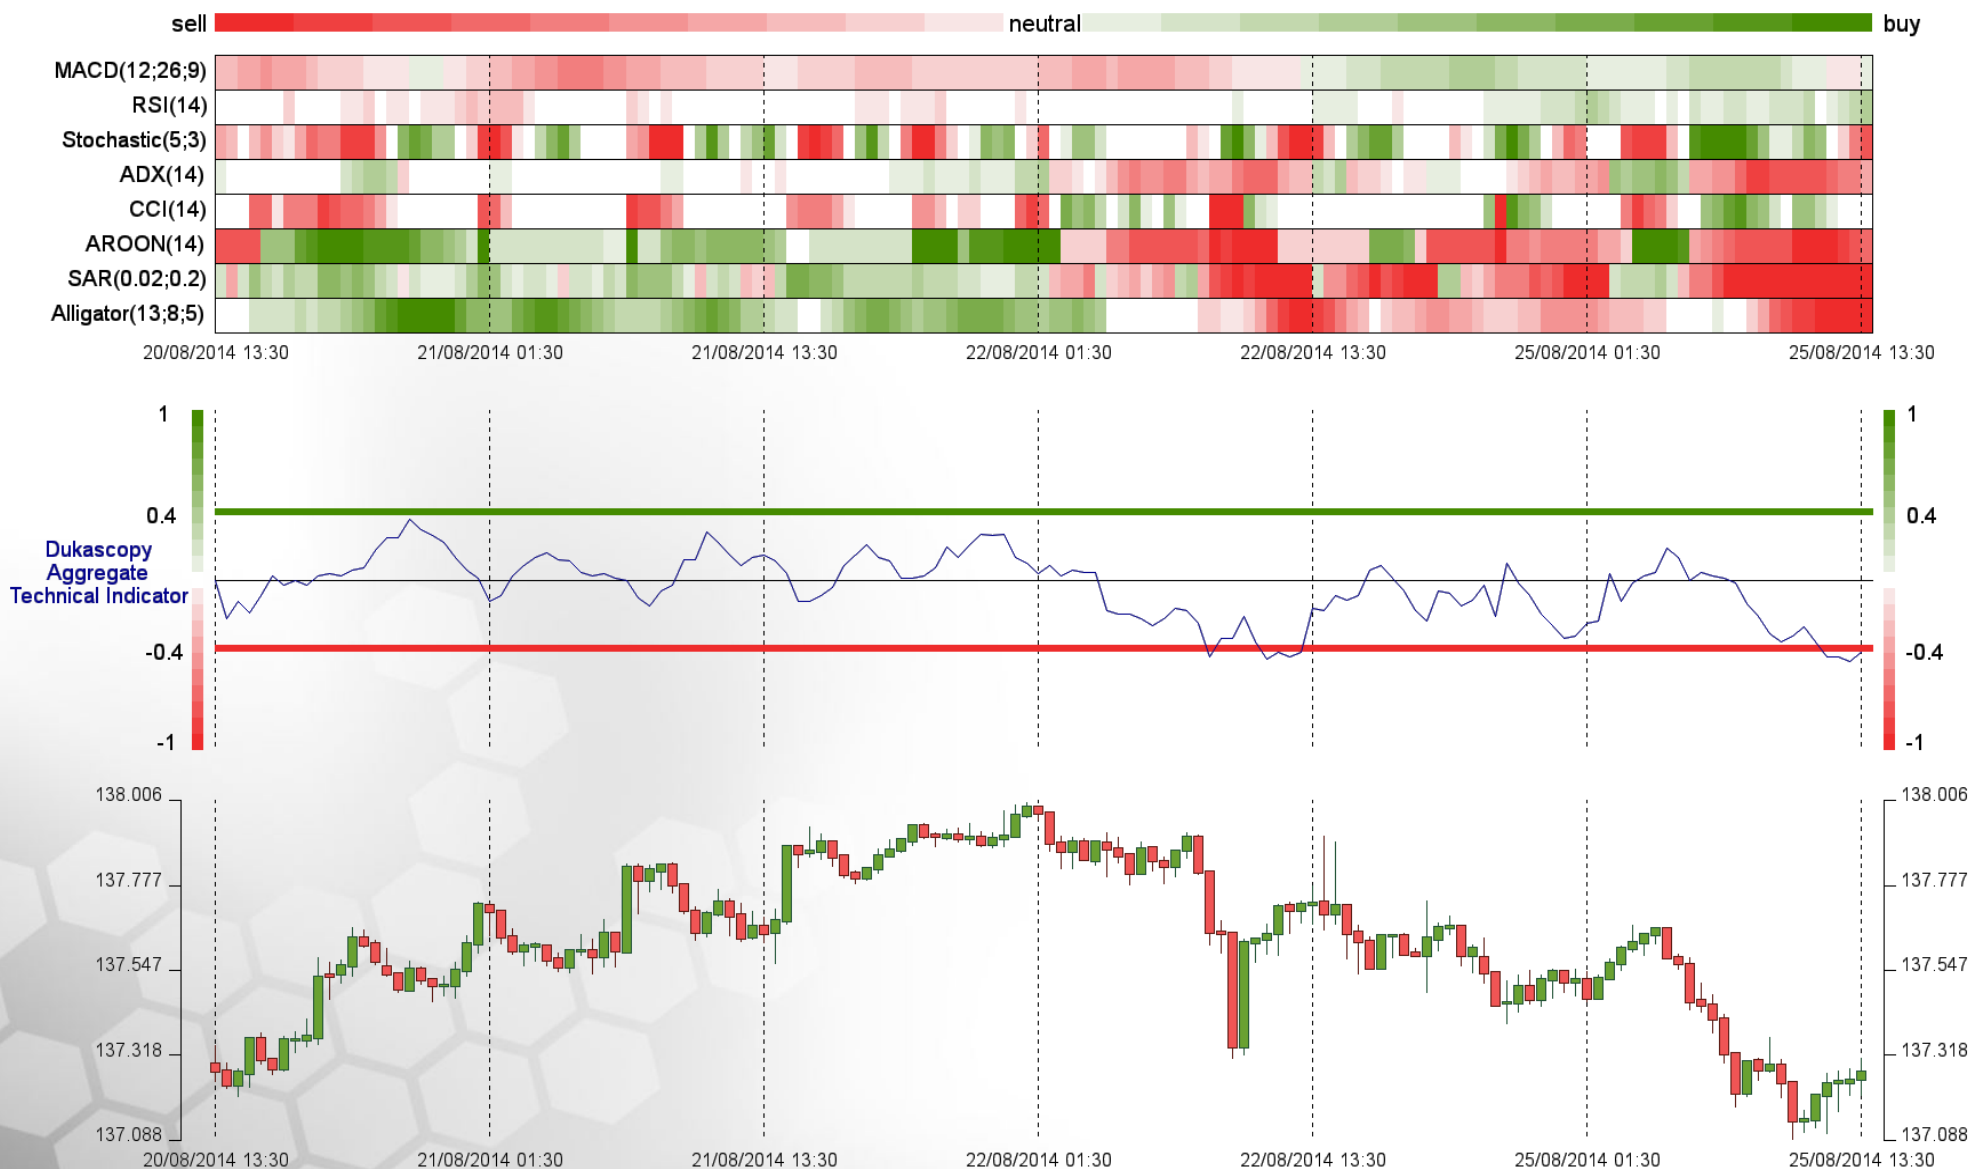 sell neutral buy
MACD(12;26;9)
RSI(14)
Stochastic(5;3)
ADX(14)
CCI(14)
AROON(14)
SAR(0.02;0.2)
Alligator(13;8;5)
20/08/2014 13:30 21/08/2014 01:30 21/08/2014 13:30 22/08/2014 01:30 22/08/2014 13:30 25/08/2014 01:30 25/08/2014 13:30
1 1
0.4 0.4
Dukascopy
Aggregate
Technical Indicator
-0.4 -0.4
-1 -1
138.006 138.006
137.777 137.777
137.547 137.547
137.318 137.318
137.088 137.088
20/08/2014 13:30 21/08/2014 01:30 21/08/2014 13:30 22/08/2014 01:30 22/08/2014 13:30 25/08/2014 01:30 25/08/2014 13:30